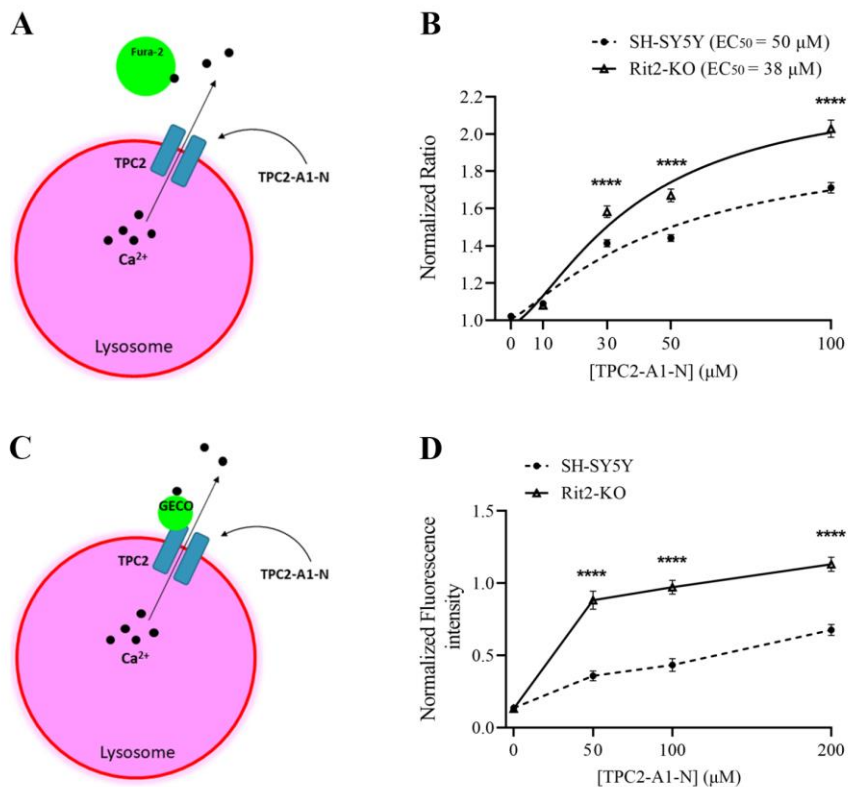 A
Fura-2
TPC2
TPC2-A1-N
Ca²⁺
Lysosome
B
SH-SY5Y (EC₅₀ = 50 μM)
Rit2-KO (EC₅₀ = 38 μM)
Normalized Ratio
2.2
2.0
1.8
1.6
1.4
1.2
1.0
****
****
****
0 10 30 50 100
[TPC2-A1-N] (μM)
C
GECO
TPC2
TPC2-A1-N
Ca²⁺
Lysosome
D
SH-SY5Y
Rit2-KO
Normalized Fluorescence
intensity
1.5
1.0
0.5
0.0
****
****
****
0 50 100 200
[TPC2-A1-N] (μM)